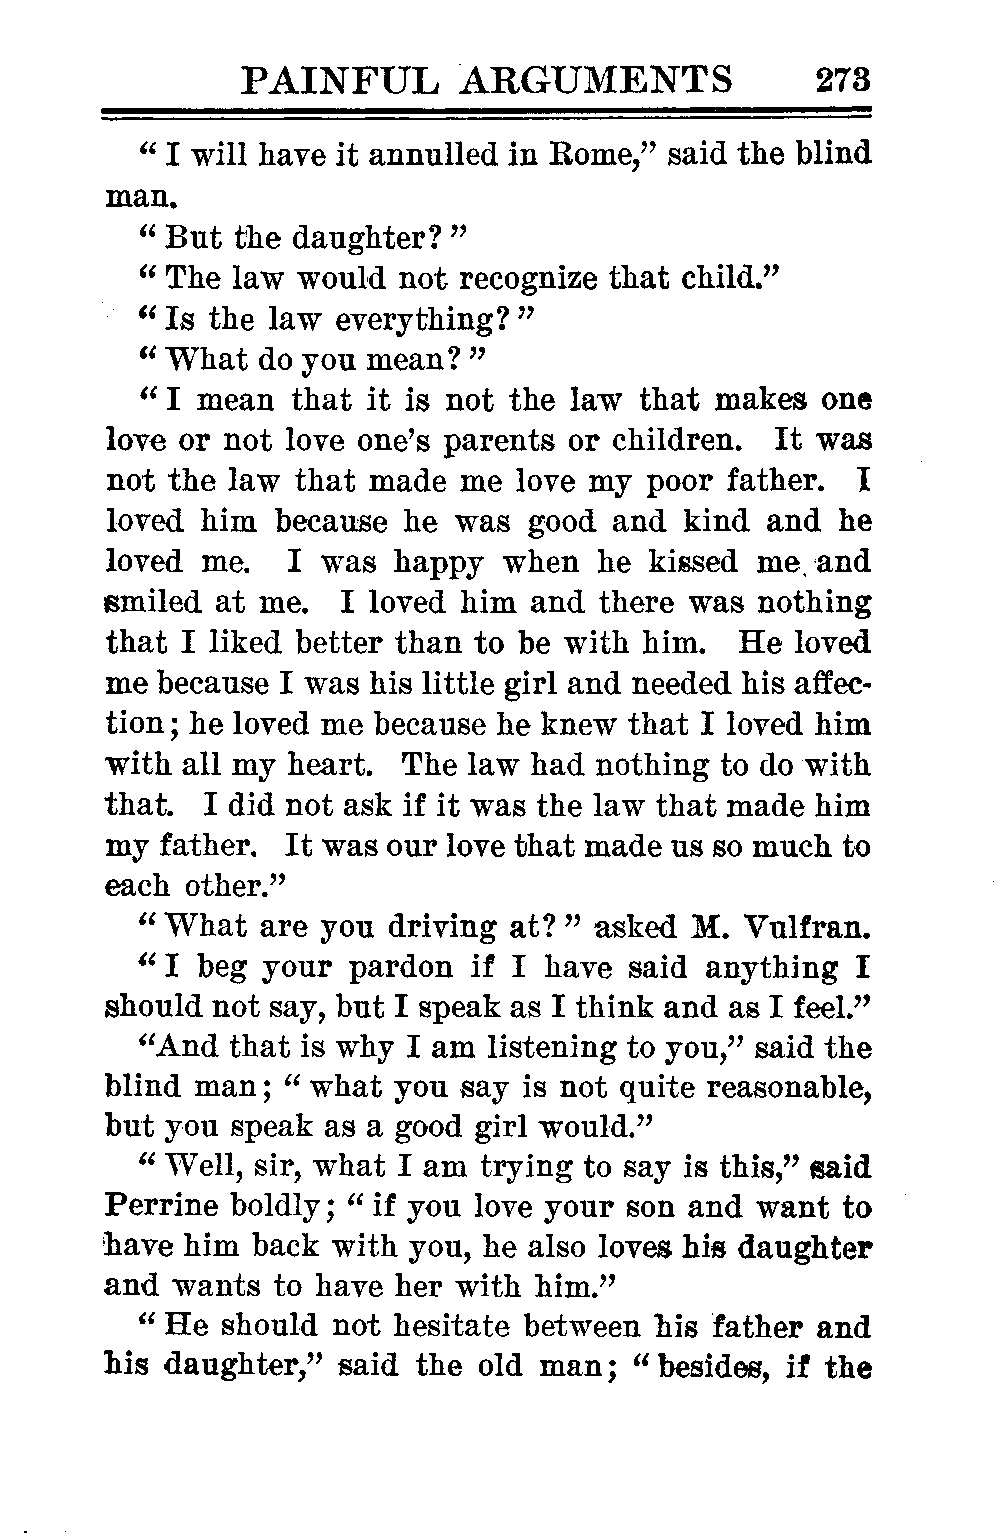 PAINFUL ARGUMENTS 273
“ I will have it annulled in Rome,” said the blind
man.
“ But the daughter? ”
“ The law would not recognize that child.”
“ Is the law everything? ”
“ What do you mean? ”
“ I mean that it is not the law that makes one
love or not love one’s parents or children. It was
not the law that made me love my poor father. I
loved him because he was good and kind and he
loved me. I was happy when he kissed me and
smiled at me. I loved him and there was nothing
that I liked better than to be with him. He loved
me because I was his little girl and needed his affec-
tion; he loved me because he knew that I loved him
with all my heart. The law had nothing to do with
that. I did not ask if it was the law that made him
my father. It was our love that made us so much to
each other.”
“ What are you driving at? ” asked M. Vulfran.
“ I beg your pardon if I have said anything I
should not say, but I speak as I think and as I feel.”
“And that is why I am listening to you,” said the
blind man; “ what you say is not quite reasonable,
but you speak as a good girl would.”
“ Well, sir, what I am trying to say is this,” said
Perrine boldly; “ if you love your son and want to
have him back with you, he also loves his daughter
and wants to have her with him.”
“ He should not hesitate between his father and
his daughter,” said the old man; “ besides, if the